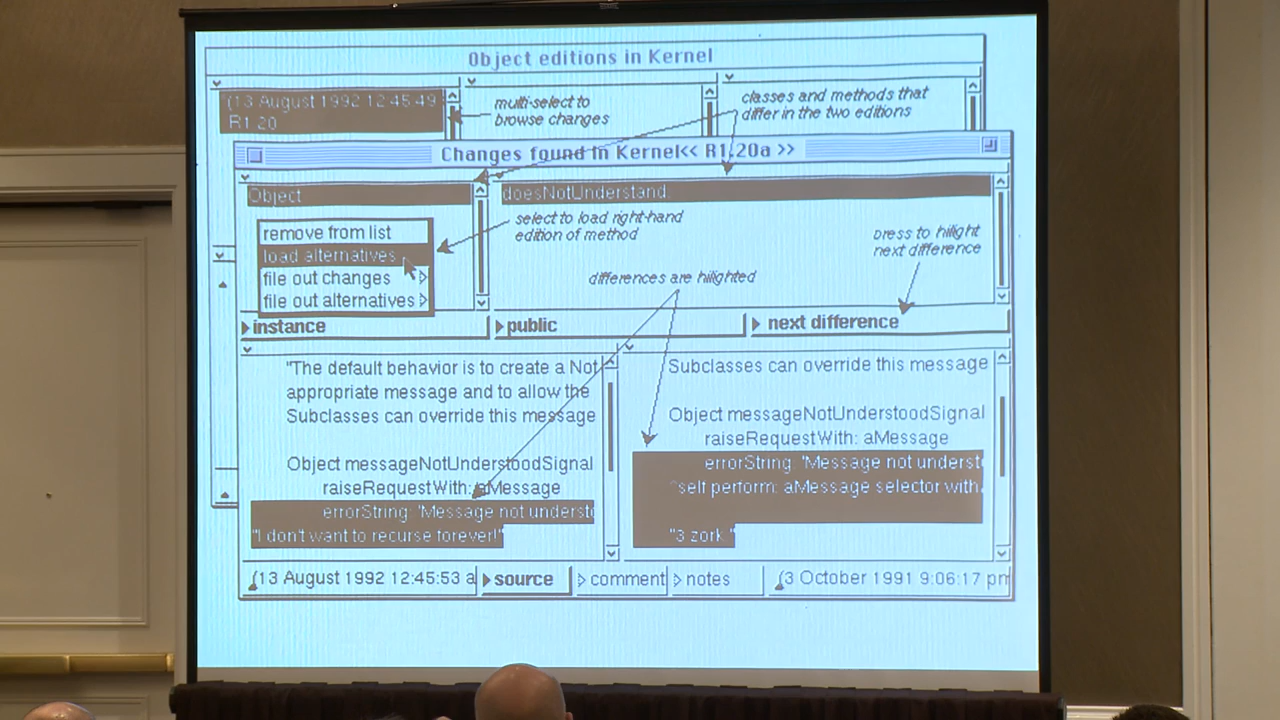 Object editions in Kernel
(13 August 1992 12:45:49
R1.20
multi-select to
browse changes
classes and methods that
differ in the two editions
Changes found in Kernel<< R1.20a >>
Object
doesNotUnderstand:
remove from list
load alternatives
file out changes
file out alternatives
select to load right-hand
edition of method
press to hilight
next difference
differences are hilighted
instance
public
next difference
"The default behavior is to create a Not
appropriate message and to allow the
Subclasses can override this message
Object messageNotUnderstoodSignal
raiseRequestWith: aMessage
errorString: 'Message not underst
"I don't want to recurse forever!"
Subclasses can override this message
Object messageNotUnderstoodSignal
raiseRequestWith: aMessage
errorString: 'Message not underst
^self perform: aMessage selector with
"3 zork "
(13 August 1992 12:45:53 a
source
comment
notes
(3 October 1991 9:06:17 pm